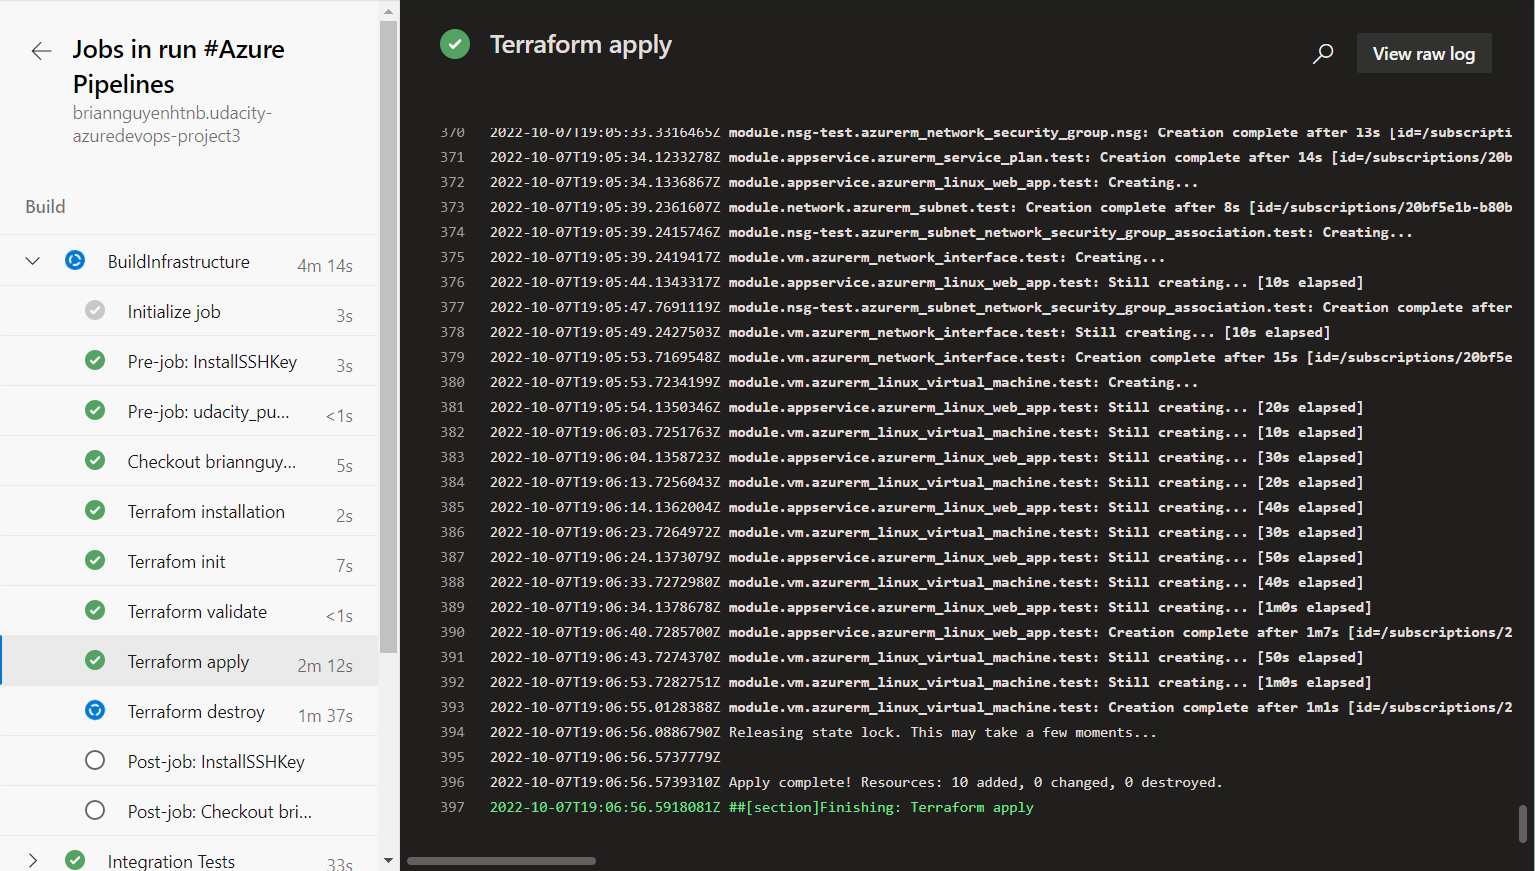 Jobs in run #Azure
Pipelines
briannguyenhtnb.udacity-
azuredevops-project3
Build
BuildInfrastructure 4m 14s
Initialize job 3s
Pre-job: InstallSSHKey 3s
Pre-job: udacity_pu... <1s
Checkout briannguy... 5s
Terrafom installation 2s
Terrafom init 7s
Terraform validate <1s
Terraform apply 2m 12s
Terraform destroy 1m 37s
Post-job: InstallSSHKey
Post-job: Checkout bri...
Integration Tests 33s
Terraform apply
View raw log
370 2022-10-07T19:05:33.3316465Z module.nsg-test.azurerm_network_security_group.nsg: Creation complete after 13s [id=/subscripti
371 2022-10-07T19:05:34.1233278Z module.appservice.azurerm_service_plan.test: Creation complete after 14s [id=/subscriptions/20b
372 2022-10-07T19:05:34.1336867Z module.appservice.azurerm_linux_web_app.test: Creating...
373 2022-10-07T19:05:39.2361607Z module.network.azurerm_subnet.test: Creation complete after 8s [id=/subscriptions/20bf5e1b-b80b
374 2022-10-07T19:05:39.2415746Z module.nsg-test.azurerm_subnet_network_security_group_association.test: Creating...
375 2022-10-07T19:05:39.2419417Z module.vm.azurerm_network_interface.test: Creating...
376 2022-10-07T19:05:44.1343317Z module.appservice.azurerm_linux_web_app.test: Still creating... [10s elapsed]
377 2022-10-07T19:05:47.7691119Z module.nsg-test.azurerm_subnet_network_security_group_association.test: Creation complete after
378 2022-10-07T19:05:49.2427503Z module.vm.azurerm_network_interface.test: Still creating... [10s elapsed]
379 2022-10-07T19:05:53.7169548Z module.vm.azurerm_network_interface.test: Creation complete after 15s [id=/subscriptions/20bf5e
380 2022-10-07T19:05:53.7234199Z module.vm.azurerm_linux_virtual_machine.test: Creating...
381 2022-10-07T19:05:54.1350346Z module.appservice.azurerm_linux_web_app.test: Still creating... [20s elapsed]
382 2022-10-07T19:06:03.7251763Z module.vm.azurerm_linux_virtual_machine.test: Still creating... [10s elapsed]
383 2022-10-07T19:06:04.1358723Z module.appservice.azurerm_linux_web_app.test: Still creating... [30s elapsed]
384 2022-10-07T19:06:13.7256043Z module.vm.azurerm_linux_virtual_machine.test: Still creating... [20s elapsed]
385 2022-10-07T19:06:14.1362004Z module.appservice.azurerm_linux_web_app.test: Still creating... [40s elapsed]
386 2022-10-07T19:06:23.7264972Z module.vm.azurerm_linux_virtual_machine.test: Still creating... [30s elapsed]
387 2022-10-07T19:06:24.1373079Z module.appservice.azurerm_linux_web_app.test: Still creating... [50s elapsed]
388 2022-10-07T19:06:33.7272980Z module.vm.azurerm_linux_virtual_machine.test: Still creating... [40s elapsed]
389 2022-10-07T19:06:34.1378678Z module.appservice.azurerm_linux_web_app.test: Still creating... [1m0s elapsed]
390 2022-10-07T19:06:40.7285700Z module.appservice.azurerm_linux_web_app.test: Creation complete after 1m7s [id=/subscriptions/2
391 2022-10-07T19:06:43.7274370Z module.vm.azurerm_linux_virtual_machine.test: Still creating... [50s elapsed]
392 2022-10-07T19:06:53.7282751Z module.vm.azurerm_linux_virtual_machine.test: Still creating... [1m0s elapsed]
393 2022-10-07T19:06:55.0128388Z module.vm.azurerm_linux_virtual_machine.test: Creation complete after 1m1s [id=/subscriptions/2
394 2022-10-07T19:06:56.0886790Z Releasing state lock. This may take a few moments...
395 2022-10-07T19:06:56.5737779Z
396 2022-10-07T19:06:56.5739310Z Apply complete! Resources: 10 added, 0 changed, 0 destroyed.
397 2022-10-07T19:06:56.5918081Z ##[section]Finishing: Terraform apply